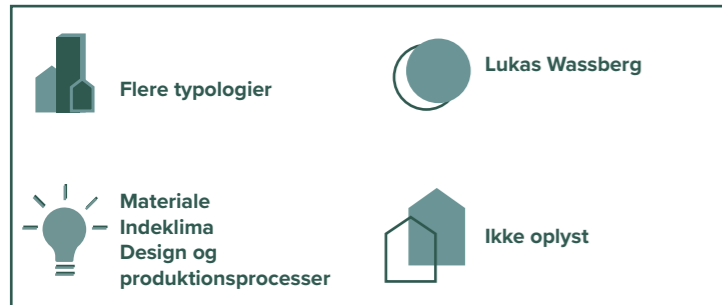 Flere typologier
Lukas Wassberg
Materiale
Indeklima
Design og
produktionsprocesser
Ikke oplyst